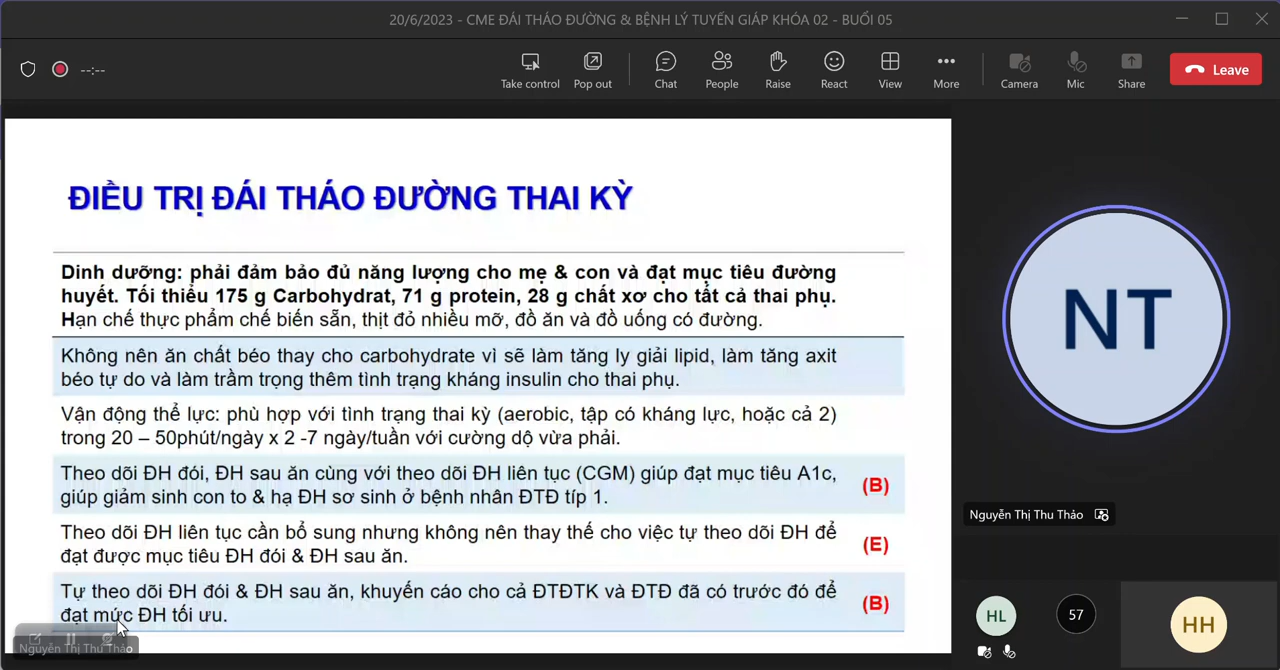 20/6/2023 - CME ĐÁI THÁO ĐƯỜNG & BỆNH LÝ TUYẾN GIÁP KHÓA 02 - BUỔI 05
--:--
Take control
Pop out
Chat
People
Raise
React
View
More
Camera
Mic
Share
Leave
ĐIỀU TRỊ ĐÁI THÁO ĐƯỜNG THAI KỲ
Dinh dưỡng: phải đảm bảo đủ năng lượng cho mẹ & con và đạt mục tiêu đường
huyết. Tối thiểu 175 g Carbohydrat, 71 g protein, 28 g chất xơ cho tất cả thai phụ.
Hạn chế thực phẩm chế biến sẵn, thịt đỏ nhiều mỡ, đồ ăn và đồ uống có đường.
Không nên ăn chất béo thay cho carbohydrate vì sẽ làm tăng ly giải lipid, làm tăng axit
béo tự do và làm trầm trọng thêm tình trạng kháng insulin cho thai phụ.
Vận động thể lực: phù hợp với tình trạng thai kỳ (aerobic, tập có kháng lực, hoặc cả 2)
trong 20 – 50phút/ngày x 2 -7 ngày/tuần với cường dộ vừa phải.
Theo dõi ĐH đói, ĐH sau ăn cùng với theo dõi ĐH liên tục (CGM) giúp đạt mục tiêu A1c,
giúp giảm sinh con to & hạ ĐH sơ sinh ở bệnh nhân ĐTĐ típ 1.
(B)
Theo dõi ĐH liên tục cần bổ sung nhưng không nên thay thế cho việc tự theo dõi ĐH để
đạt được mục tiêu ĐH đói & ĐH sau ăn.
(E)
Tự theo dõi ĐH đói & ĐH sau ăn, khuyến cáo cho cả ĐTĐTK và ĐTĐ đã có trước đó để
đạt mức ĐH tối ưu.
(B)
Nguyễn Thị Thu Thảo
NT
Nguyễn Thị Thu Thảo
HL
57
HH